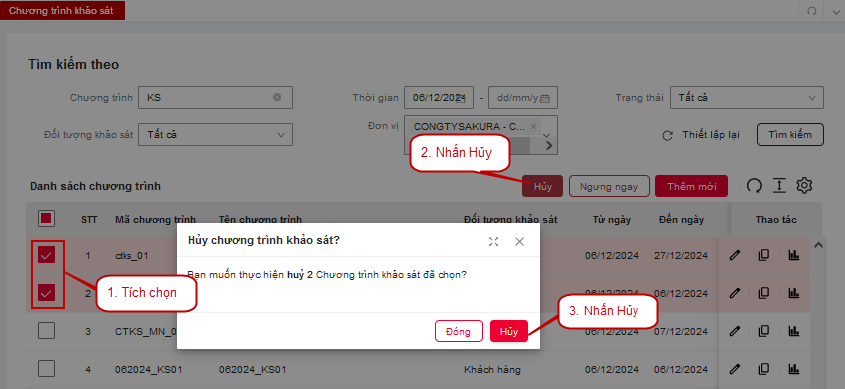 Chương trình khảo sát
Tìm kiếm theo
Chương trình KS Thời gian 06/12/2024 - dd/mm/y Trạng thái Tất cả
Đối tượng khảo sát Tất cả Đơn vị CONGTYSAKURA - C... × Thiết lập lại Tìm kiếm
2. Nhấn Hủy
Danh sách chương trình Hủy Ngưng ngay Thêm mới
STT Mã chương trình Tên chương trình Đối tượng khảo sát Từ ngày Đến ngày Thao tác
Hủy chương trình khảo sát?
1 ctks_01 06/12/2024 27/12/2024
Bạn muốn thực hiện huỷ 2 Chương trình khảo sát đã chọn?
1. Tích chọn
2 06/12/2024 06/12/2024
3. Nhấn Hủy
3 CTKS_MN_0 Đóng Hủy 06/12/2024 07/12/2024
4 062024_KS01 062024_KS01 Khách hàng 06/12/2024 06/12/2024